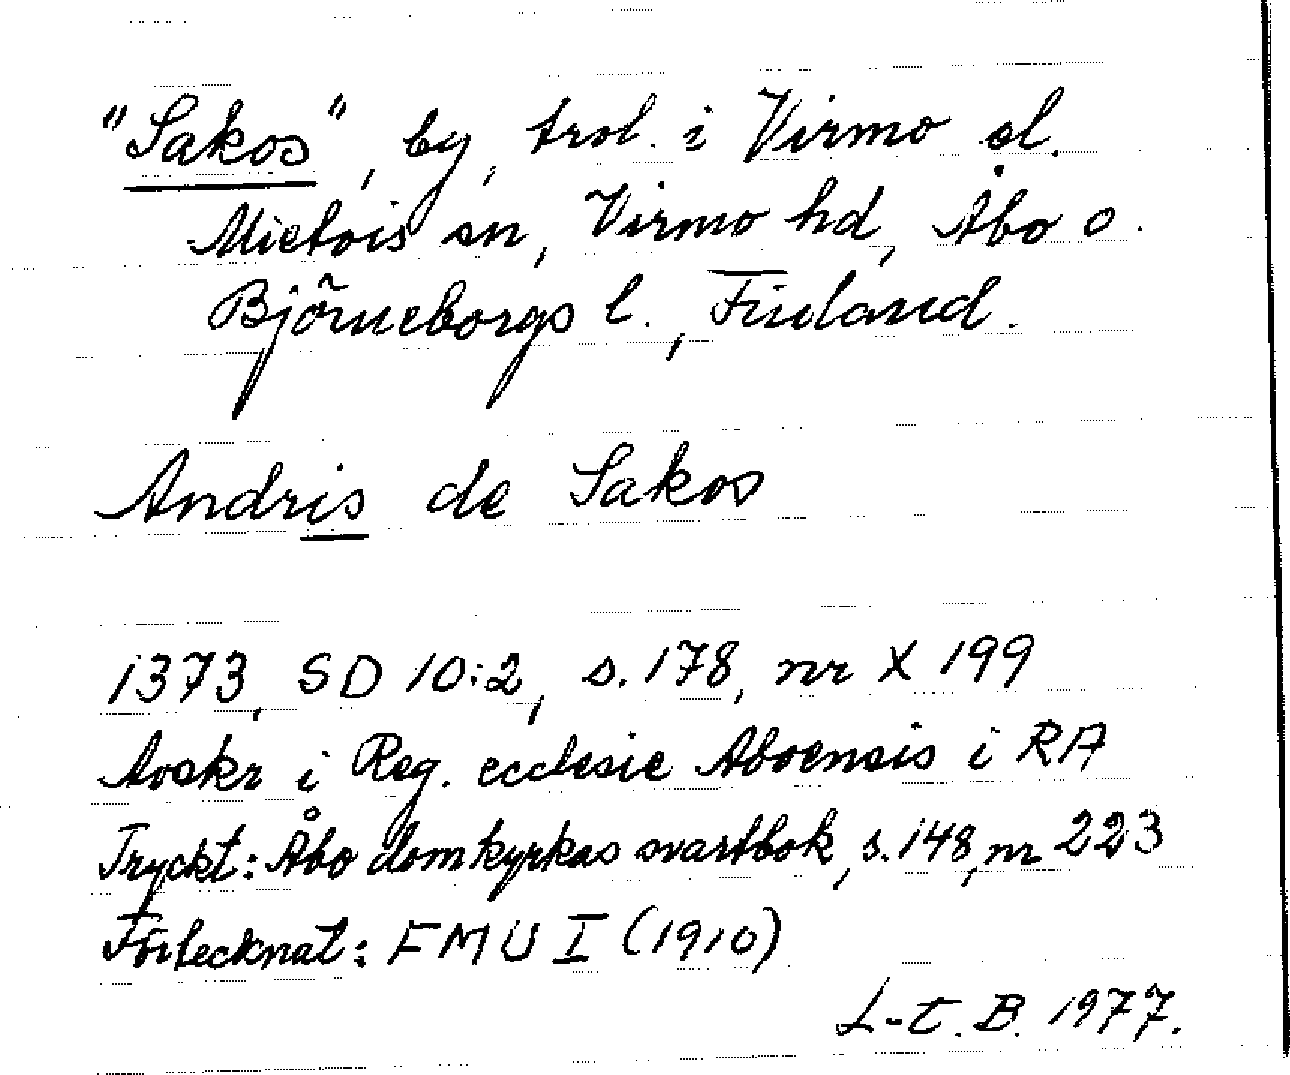 "Sakos", by, trol. i Virmo el.
Mietois sn, Virmo hd, Åbo o.
Björneborgs l., Finland.
Andris de Sakos
1373, SD 10:2, s. 178, nr X 199
Avskr i Reg. ecclesie Aboensis i RA
Tryckt: Åbo domkyrkas svartbok, s. 148, nr 223
Förtecknat: FMU I (1910)
L-E. B. 1977.